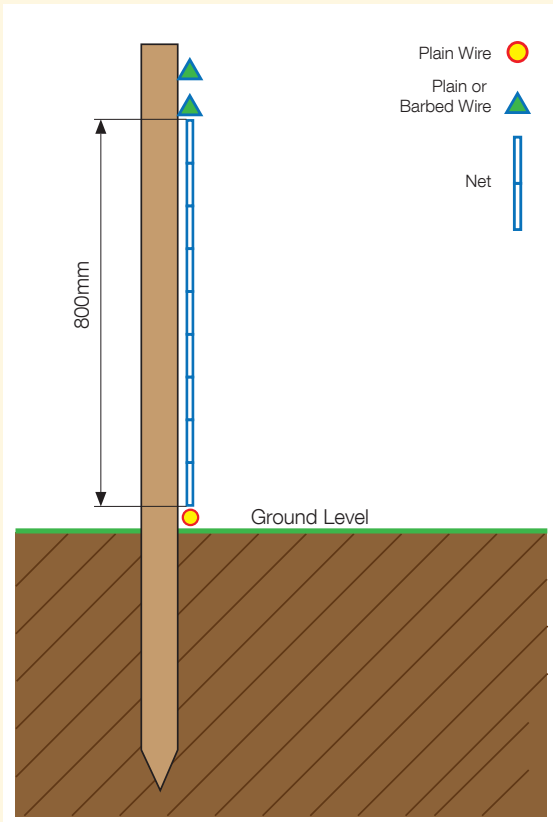 Plain Wire
Plain or
Barbed Wire
Net
800mm
Ground Level